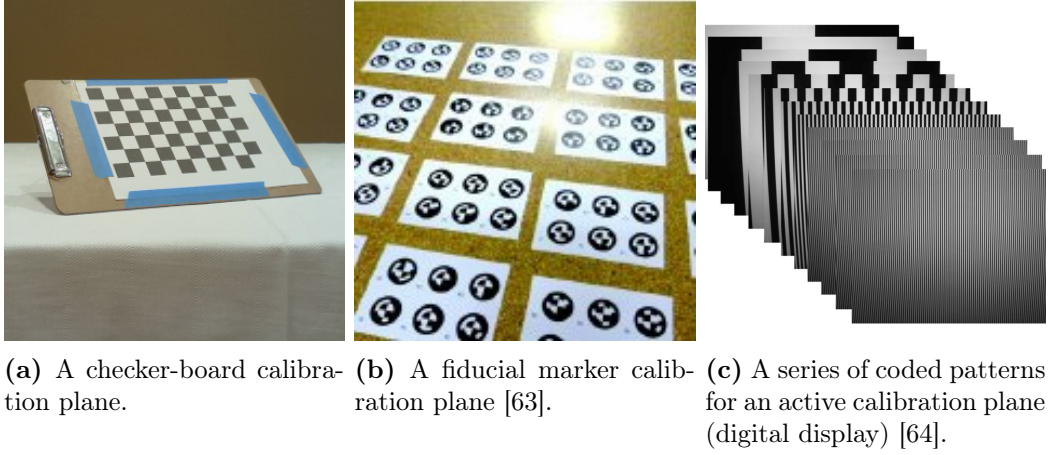 (a) A checker-board calibra-
tion plane.
(b) A fiducial marker calib-
ration plane [63].
(c) A series of coded patterns
for an active calibration plane
(digital display) [64].